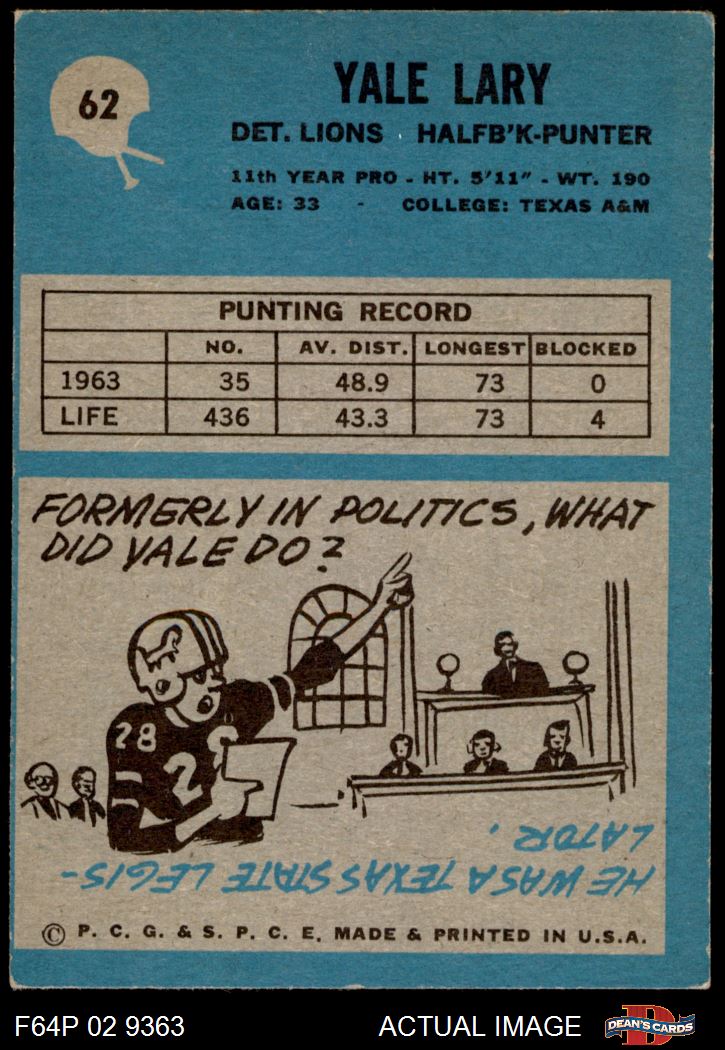 62
YALE LARY
DET. LIONS HALFB'K-PUNTER
11th YEAR PRO - HT. 5'11" - WT. 190
AGE: 33 - COLLEGE: TEXAS A&M
PUNTING RECORD
NO. AV. DIST. LONGEST BLOCKED
1963 35 48.9 73 0
LIFE 436 43.3 73 4
FORMERLY IN POLITICS, WHAT
DID YALE DO?
28
28
HE WAS A TEXAS STATE LEGIS-
LATOR.
© P. C. G. & S. P. C. E. MADE & PRINTED IN U.S.A.
F64P 02 9363 ACTUAL IMAGE
D
DEAN'S CARDS